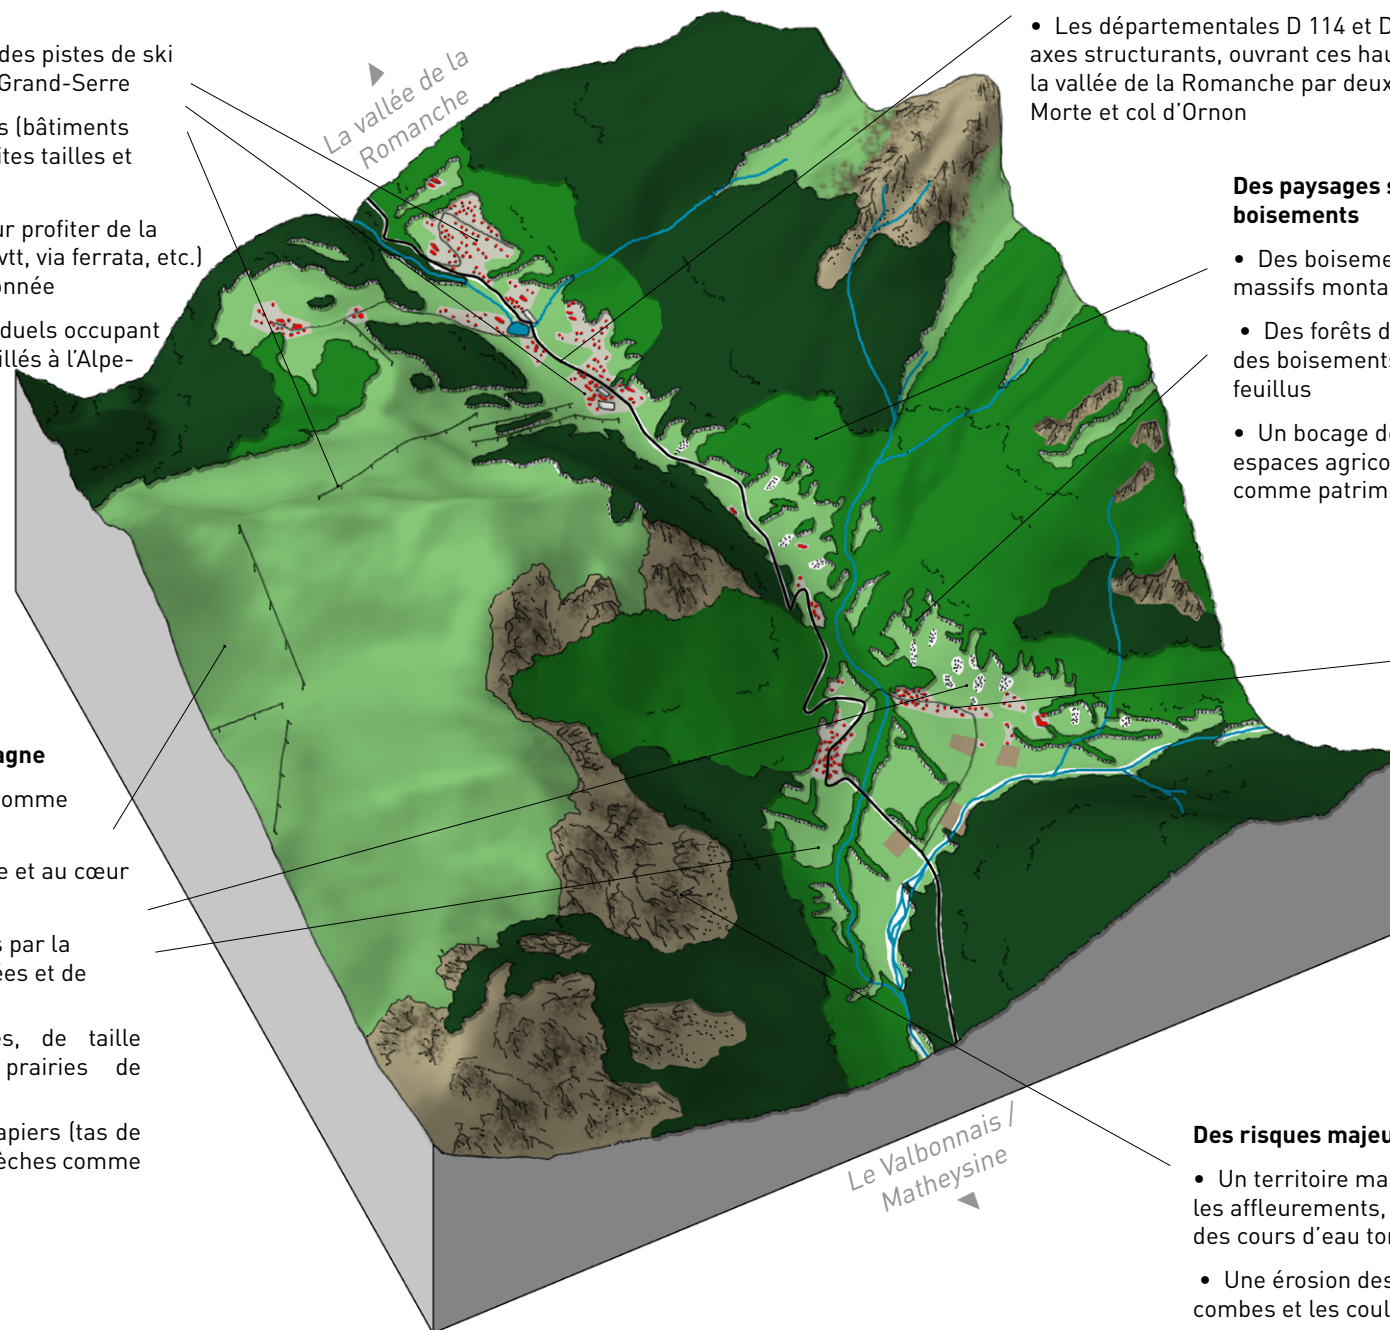 des pistes de ski
Grand-Serre
s (bâtiments
ites tailles et
ur profiter de la
vtt, via ferrata, etc.)
onnée
duels occupant
illés à l'Alpe-
La vallée de la
Romanche
• Les départementales D 114 et D
axes structurants, ouvrant ces hau
la vallée de la Romanche par deux
Morte et col d'Ornon
Des paysages s
boisements
• Des boiseme
massifs monta
• Des forêts d
des boisements
feuillus
• Un bocage de
espaces agrico
comme patrim
agne
comme
e et au cœur
s par la
ées et de
es, de taille
prairies de
apiers (tas de
èches comme
Le Valbonnais /
Matheysine
Des risques majeu
• Un territoire ma
les affleurements,
des cours d'eau tor
• Une érosion des
combes et les coul